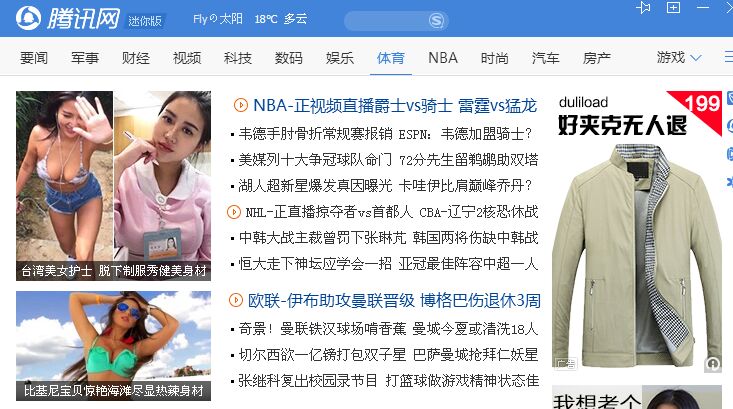 腾讯网 迷你版 Fly の 太阳 18℃ 多云
要闻 军事 财经 视频 科技 数码 娱乐 体育 NBA 时尚 汽车 房产 游戏
NBA-正视频直播爵士vs骑士 雷霆vs猛龙
韦德手肘骨折常规赛报销 ESPN：韦德加盟骑士？
美媒列十大争冠球队命门 72分先生留鹈鹕助双塔
湖人超新星爆发真因曝光 卡哇伊比肩巅峰乔丹？
NHL-正直播掠夺者vs首都人 CBA-辽宁2核恐休战
中韩大战主裁曾罚下张琳芃 韩国两将伤缺中韩战
恒大走下神坛应学会一招 亚冠最佳阵容中超一人
台湾美女护士 脱下制服秀健美身材
欧联-伊布助攻曼联晋级 博格巴伤退休3周
奇景！曼联铁汉球场啃香蕉 曼城今夏或清洗18人
切尔西欲一亿镑打包双子星 巴萨曼城抢拜仁妖星
张继科复出校园录节目 打篮球做游戏精神状态佳
比基尼宝贝惊艳海滩尽显热辣身材
duliload
199
好夹克无人退
广告
我想考个